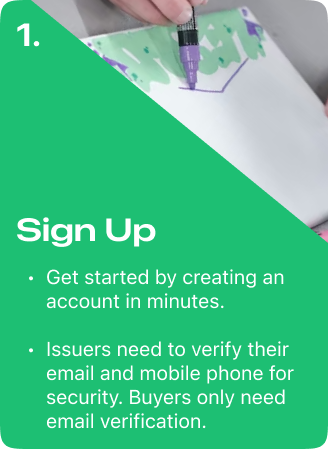 1.
Sign Up
• Get started by creating an
account in minutes.
• Issuers need to verify their
email and mobile phone for
security. Buyers only need
email verification.